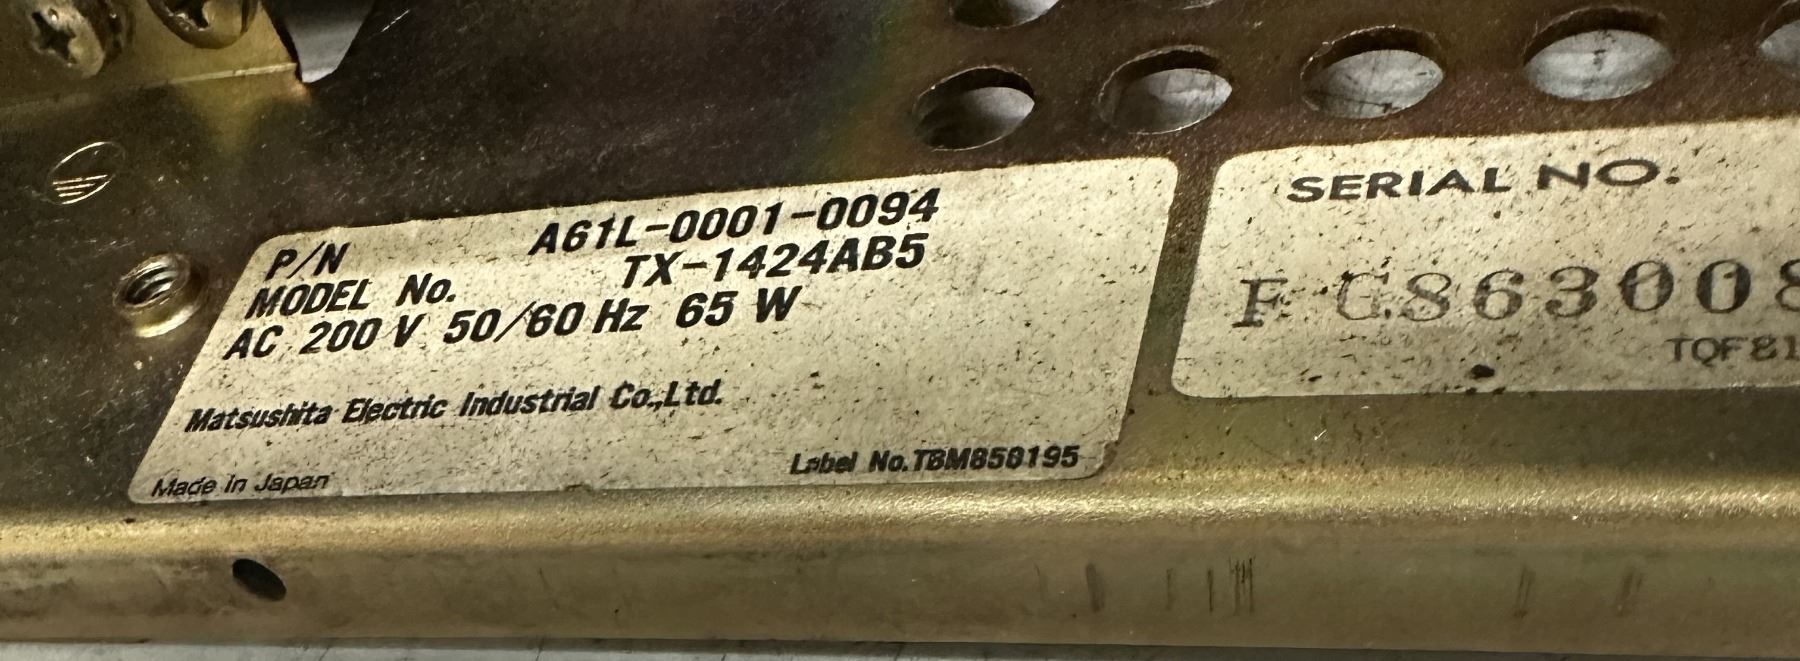 P/N A61L-0001-0094
MODEL No. TX-1424AB5
AC 200 V 50/60 Hz 65 W
Matsushita Electric Industrial Co.,Ltd.
Made in Japan
Label No.TBM858195
SERIAL NO.
F G863008
TQF81